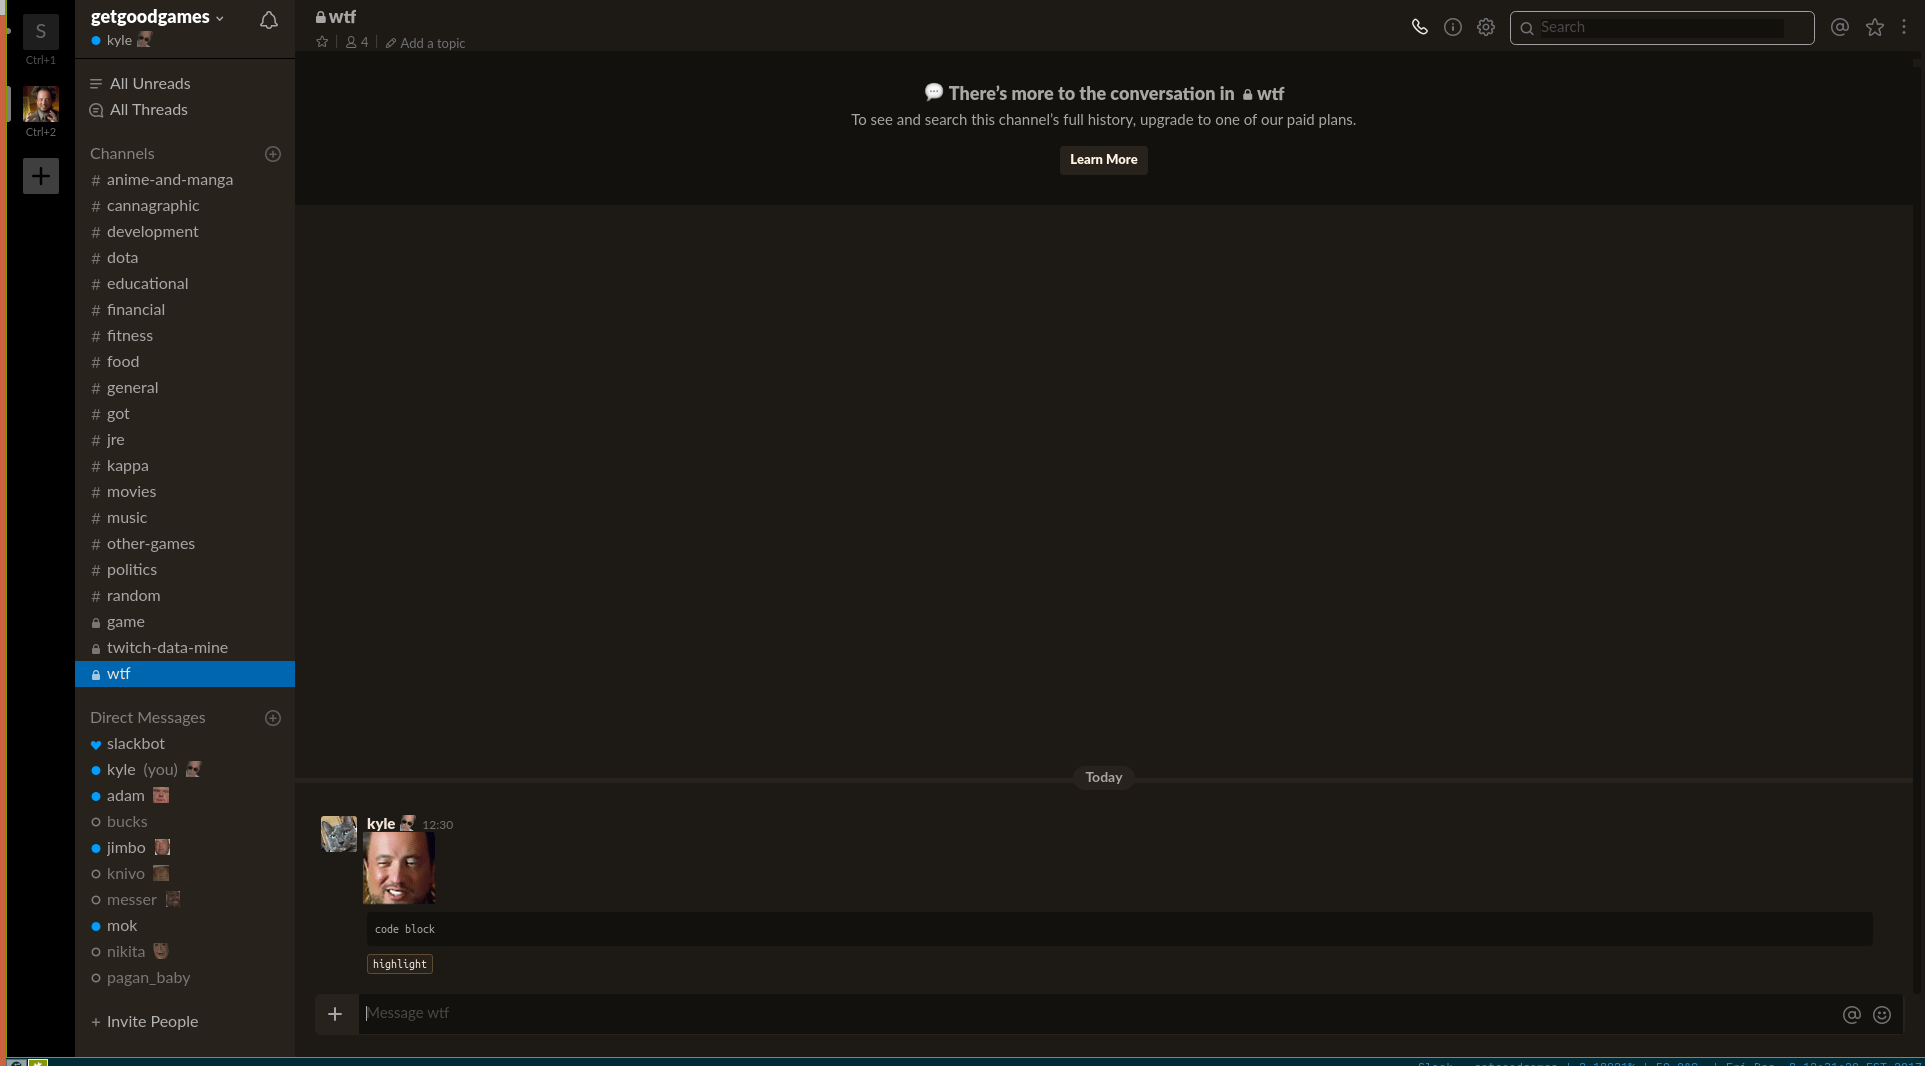 S
Ctrl+1
Ctrl+2
getgoodgames
kyle
All Unreads
All Threads
Channels
# anime-and-manga
# cannagraphic
# development
# dota
# educational
# financial
# fitness
# food
# general
# got
# jre
# kappa
# movies
# music
# other-games
# politics
# random
game
twitch-data-mine
wtf
Direct Messages
slackbot
kyle (you)
adam
bucks
jimbo
knivo
messer
mok
nikita
pagan_baby
+ Invite People
wtf
4
Add a topic
Search
There's more to the conversation in wtf
To see and search this channel's full history, upgrade to one of our paid plans.
Learn More
Today
kyle 12:30
code block
highlight
Message wtf